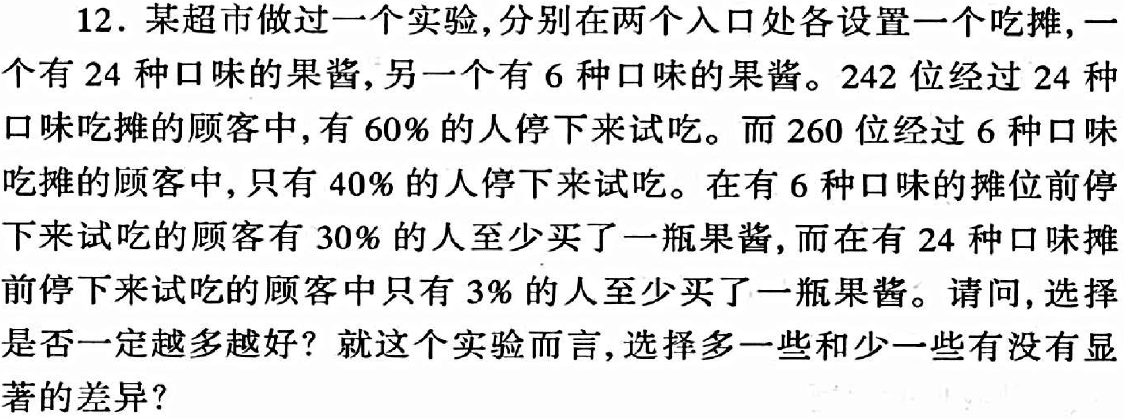 12. 某超市做过一个实验,分别在两个入口处各设置一个吃摊,一
个有 24 种口味的果酱,另一个有 6 种口味的果酱。242 位经过 24 种
口味吃摊的顾客中,有 60% 的人停下来试吃。而 260 位经过 6 种口味
吃摊的顾客中,只有 40% 的人停下来试吃。在有 6 种口味的摊位前停
下来试吃的顾客有 30% 的人至少买了一瓶果酱,而在有 24 种口味摊
前停下来试吃的顾客中只有 3% 的人至少买了一瓶果酱。请问,选择
是否一定越多越好? 就这个实验而言,选择多一些和少一些有没有显
著的差异?